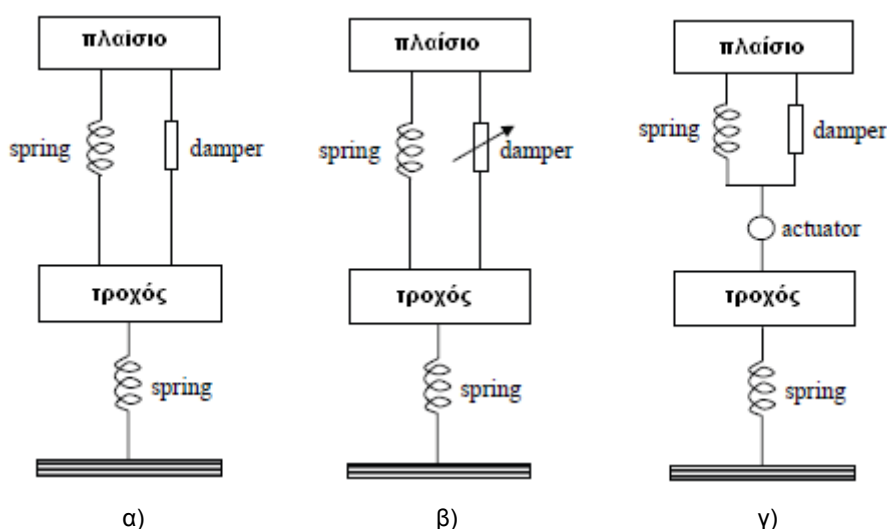 πλαίσιο πλαίσιο πλαίσιο
spring damper spring damper spring damper
actuator
τροχός τροχός τροχός
spring spring spring
α) β) γ)